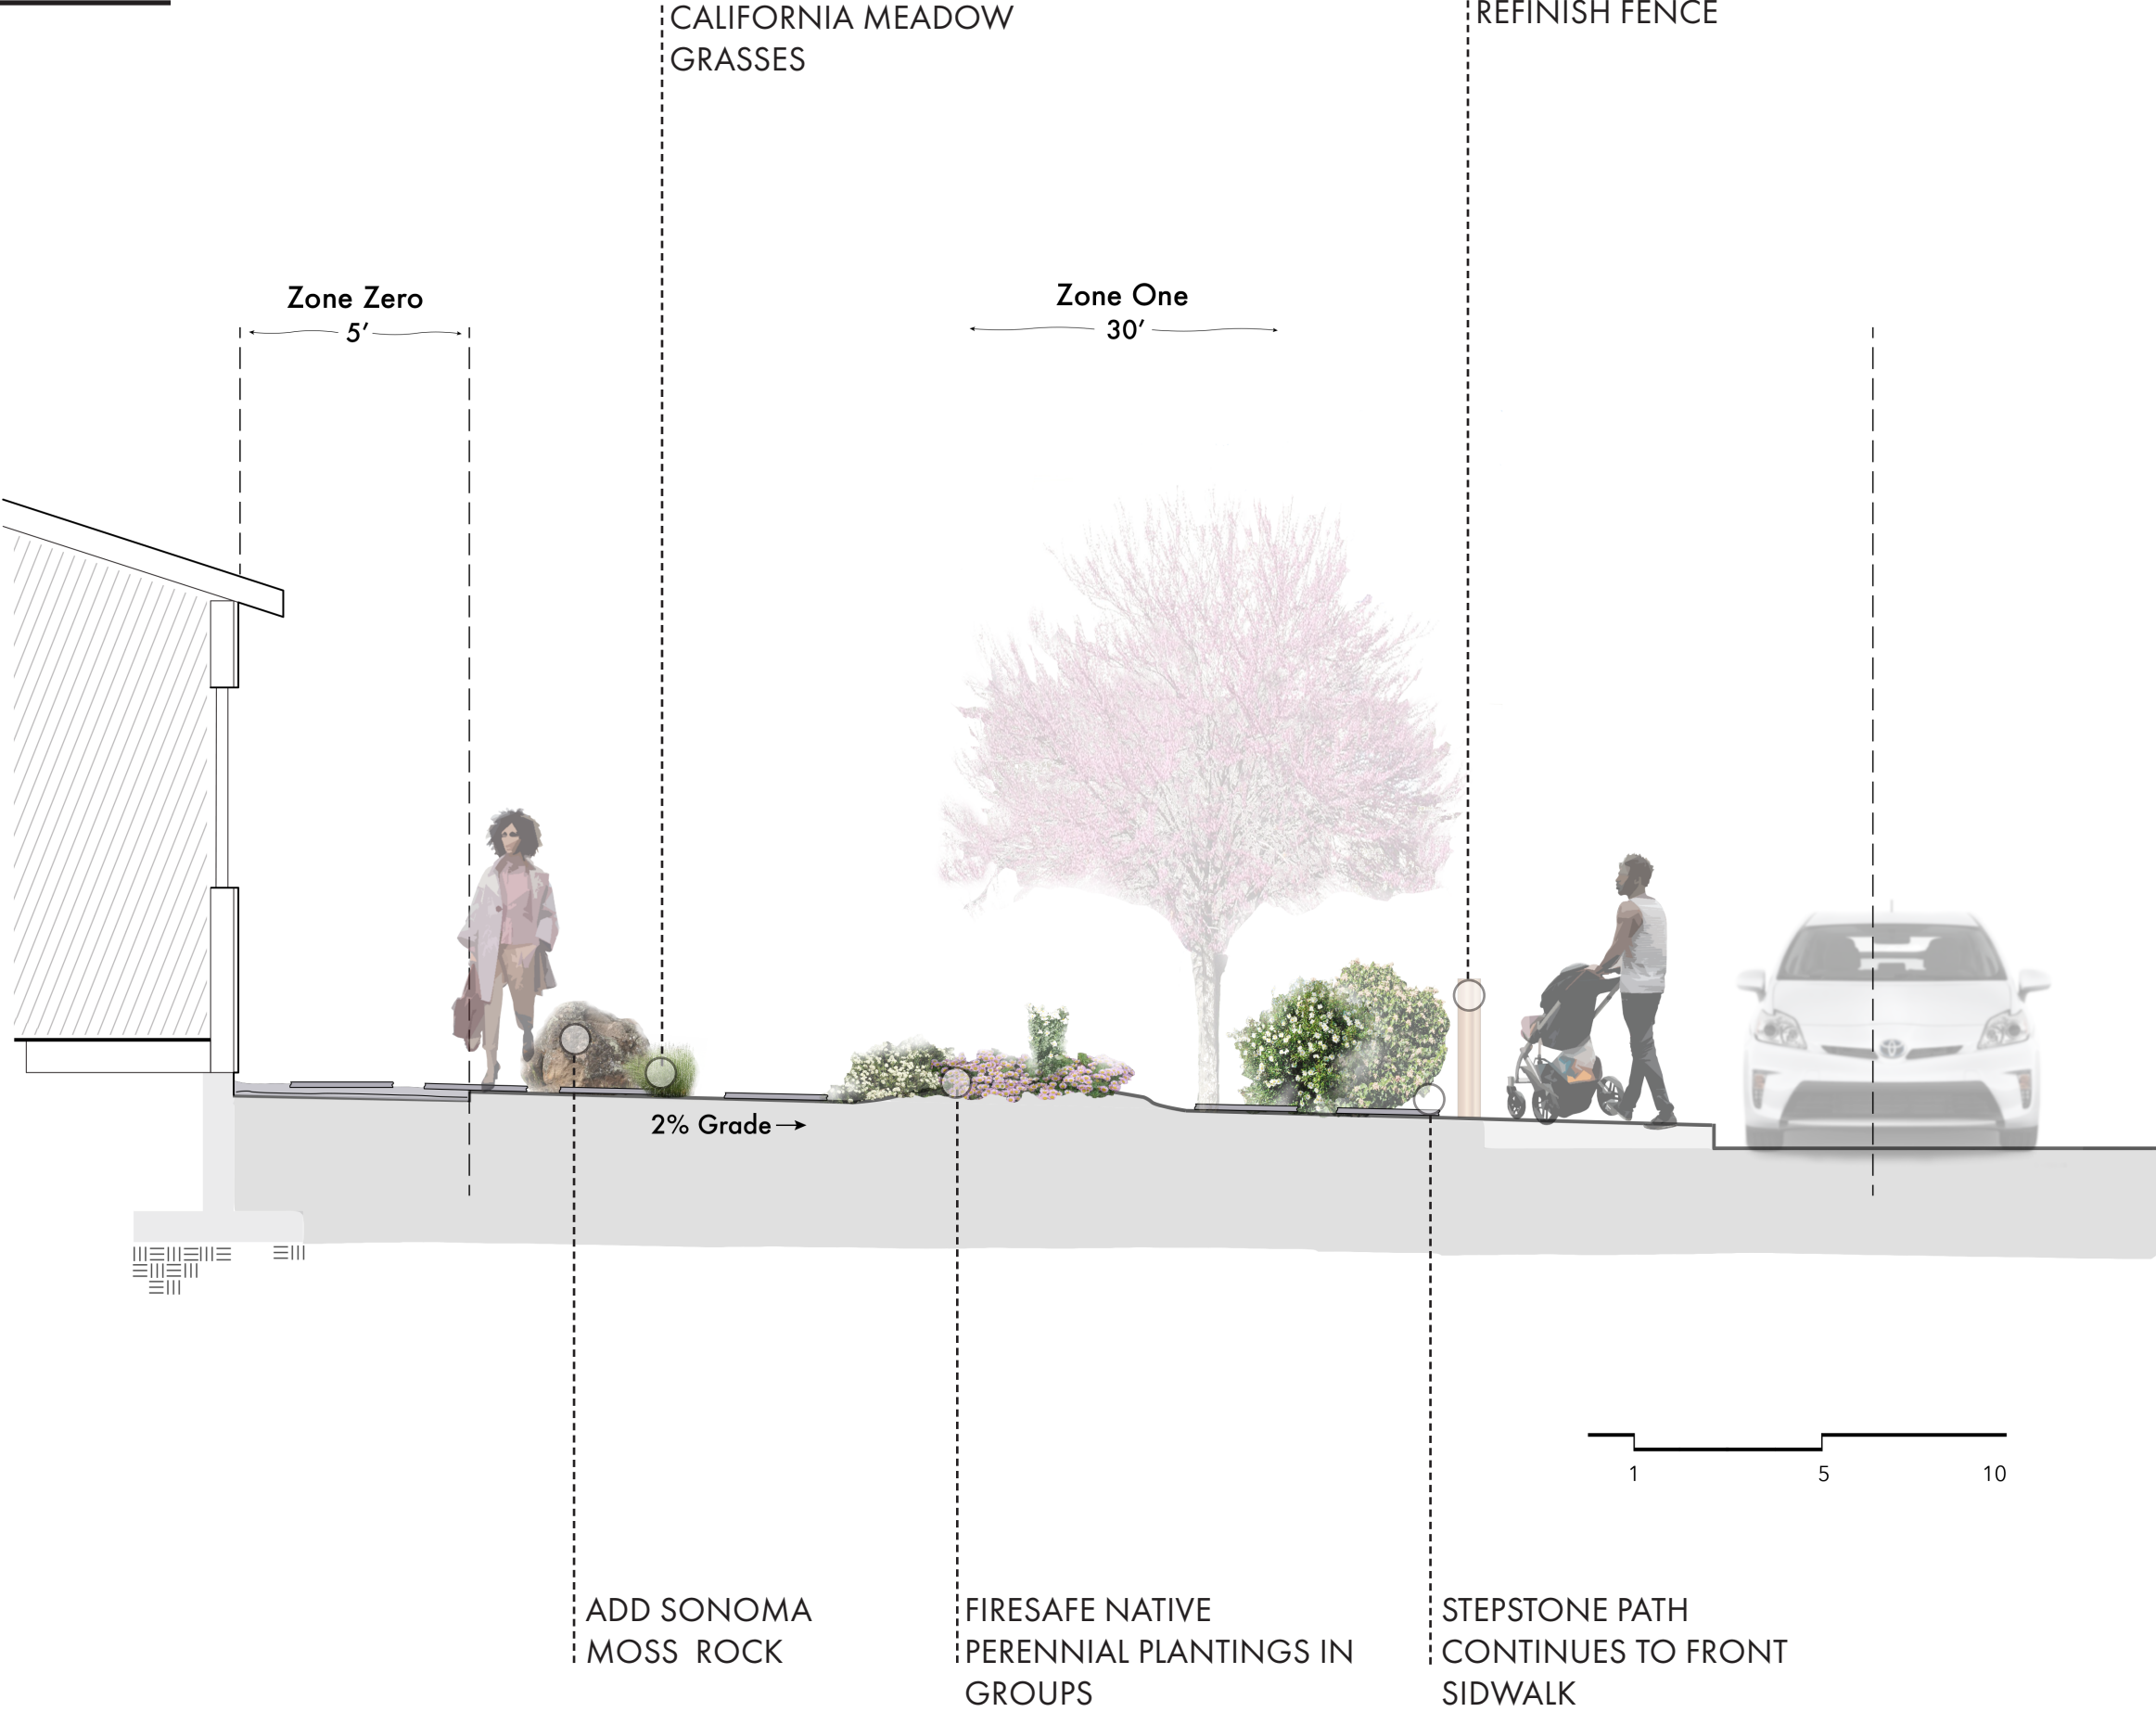 CALIFORNIA MEADOW
GRASSES
REFINISH FENCE
Zone Zero
5’
Zone One
30’
2% Grade
1
5
10
ADD SONOMA
MOSS ROCK
FIRESAFE NATIVE
PERENNIAL PLANTINGS IN
GROUPS
STEPSTONE PATH
CONTINUES TO FRONT
SIDWALK